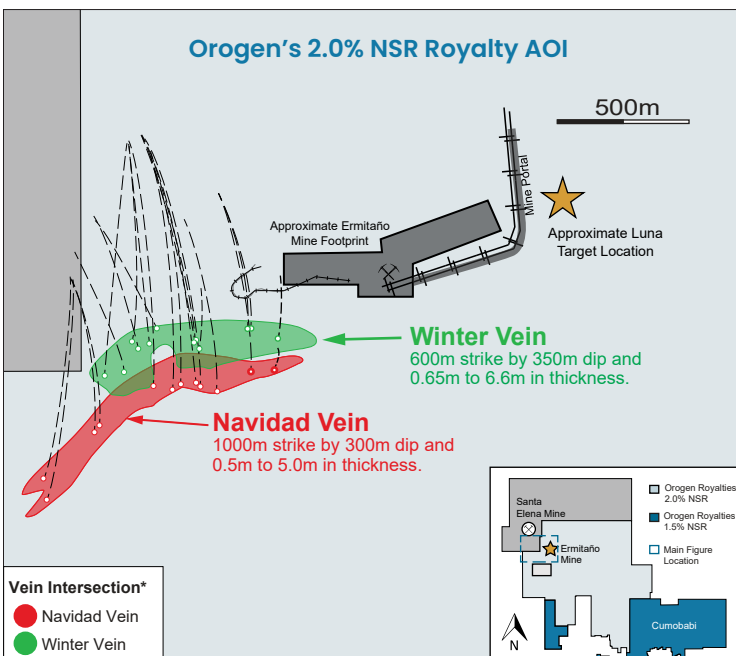 Orogen's 2.0% NSR Royalty AOI
500m
Mine Portal
Approximate Ermitaño
Mine Footprint
Approximate Luna
Target Location
Winter Vein
600m strike by 350m dip and
0.65m to 6.6m in thickness.
Navidad Vein
1000m strike by 300m dip and
0.5m to 5.0m in thickness.
Vein Intersection*
Navidad Vein
Winter Vein
Santa
Elena Mine
Ermitaño
Mine
Cumobabi
N
Orogen Royalties
2.0% NSR
Orogen Royalties
1.5% NSR
Main Figure
Location